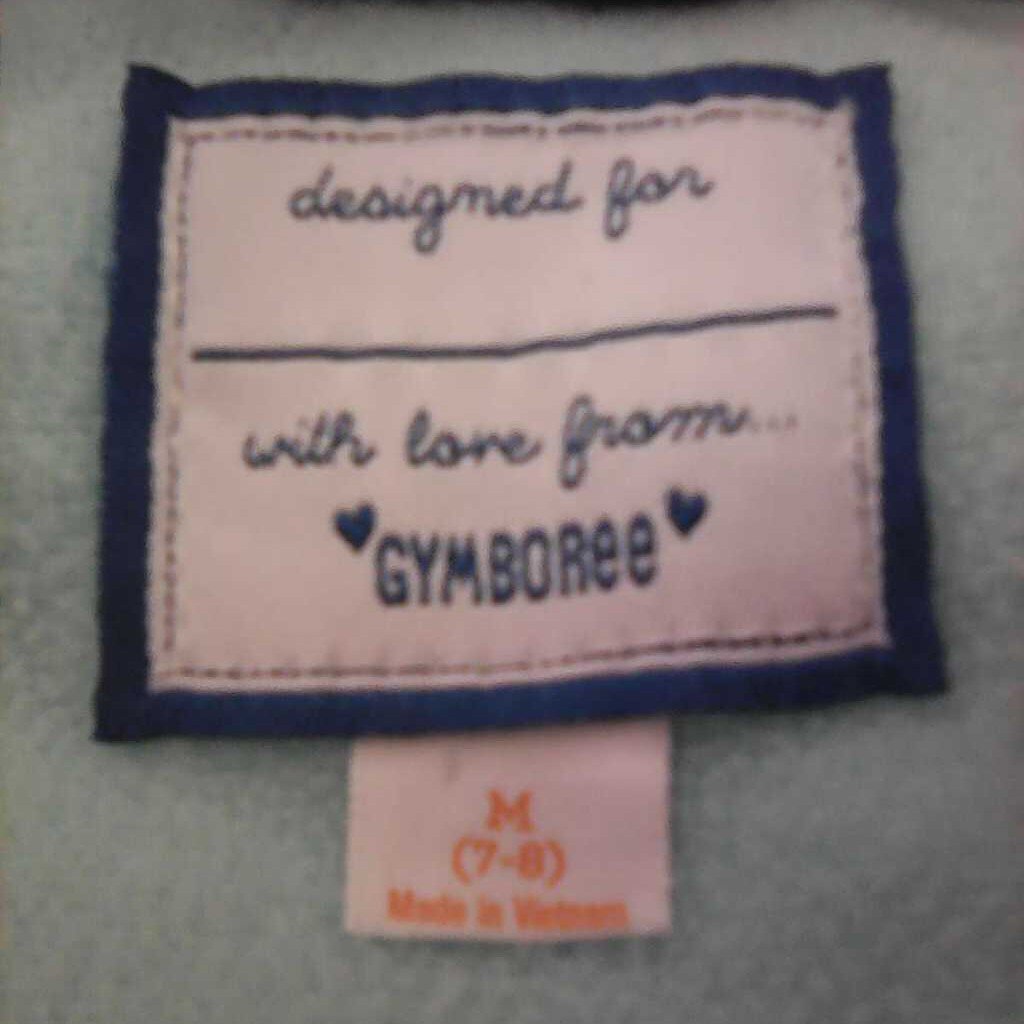 designed for
with love from...
GYMBORee
M
(7-8)
Made in Vietnam